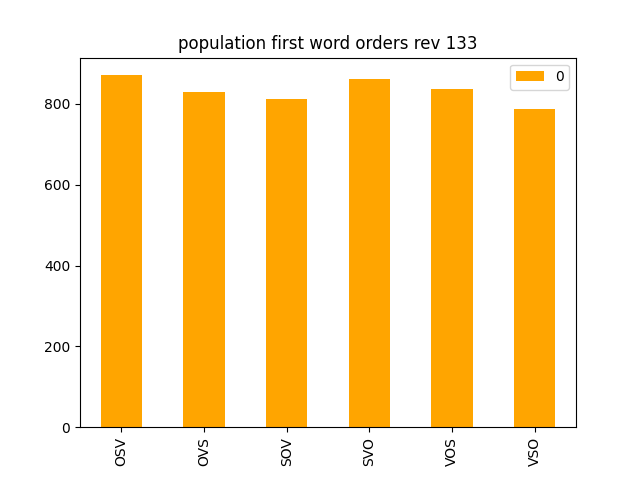 population first word orders rev 133
0
800
600
400
200
0
OSV
OVS
SOV
SVO
VOS
VSO